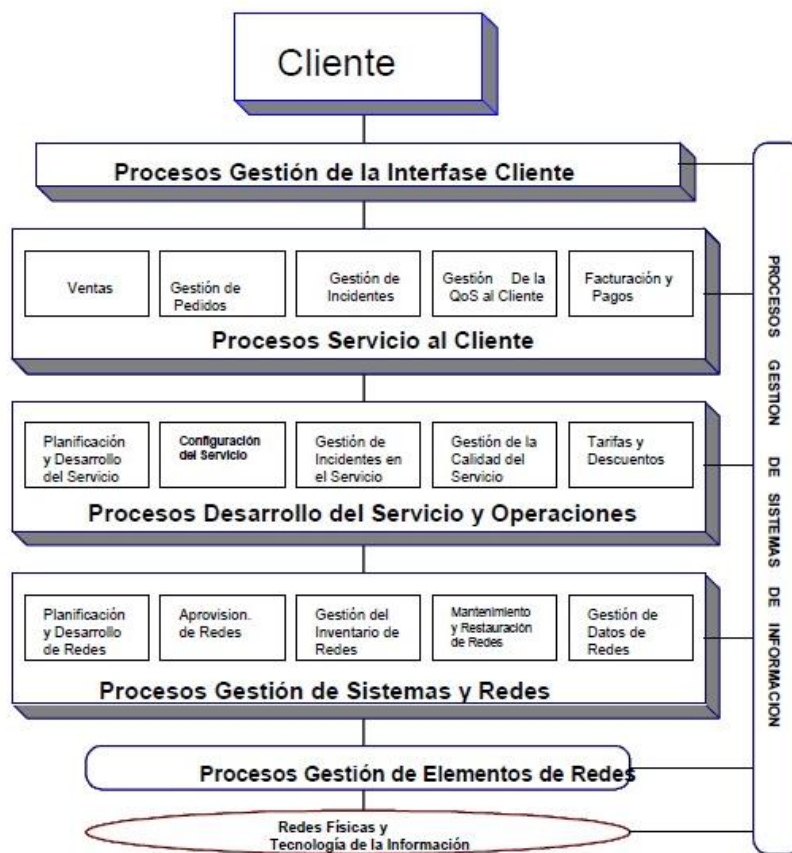 Cliente
Procesos Gestión de la Interfase Cliente
Ventas
Gestión de
Pedidos
Gestión de
Incidentes
Gestión De la
QoS al Cliente
Facturación y
Pagos
Procesos Servicio al Cliente
Planificación
y Desarrollo
del Servicio
Configuración
del Servicio
Gestión de
Incidentes en
el Servicio
Gestión de la
Calidad del
Servicio
Tarifas y
Descuentos
Procesos Desarrollo del Servicio y Operaciones
Planificación
y Desarrollo
de Redes
Aprovision.
de Redes
Gestión del
Inventario de
Redes
Mantenimiento
y Restauración
de Redes
Gestión de
Datos de
Redes
Procesos Gestión de Sistemas y Redes
Procesos Gestión de Elementos de Redes
Redes Físicas y
Tecnología de la Información
PROCESOS GESTION DE SISTEMAS DE INFORMACION